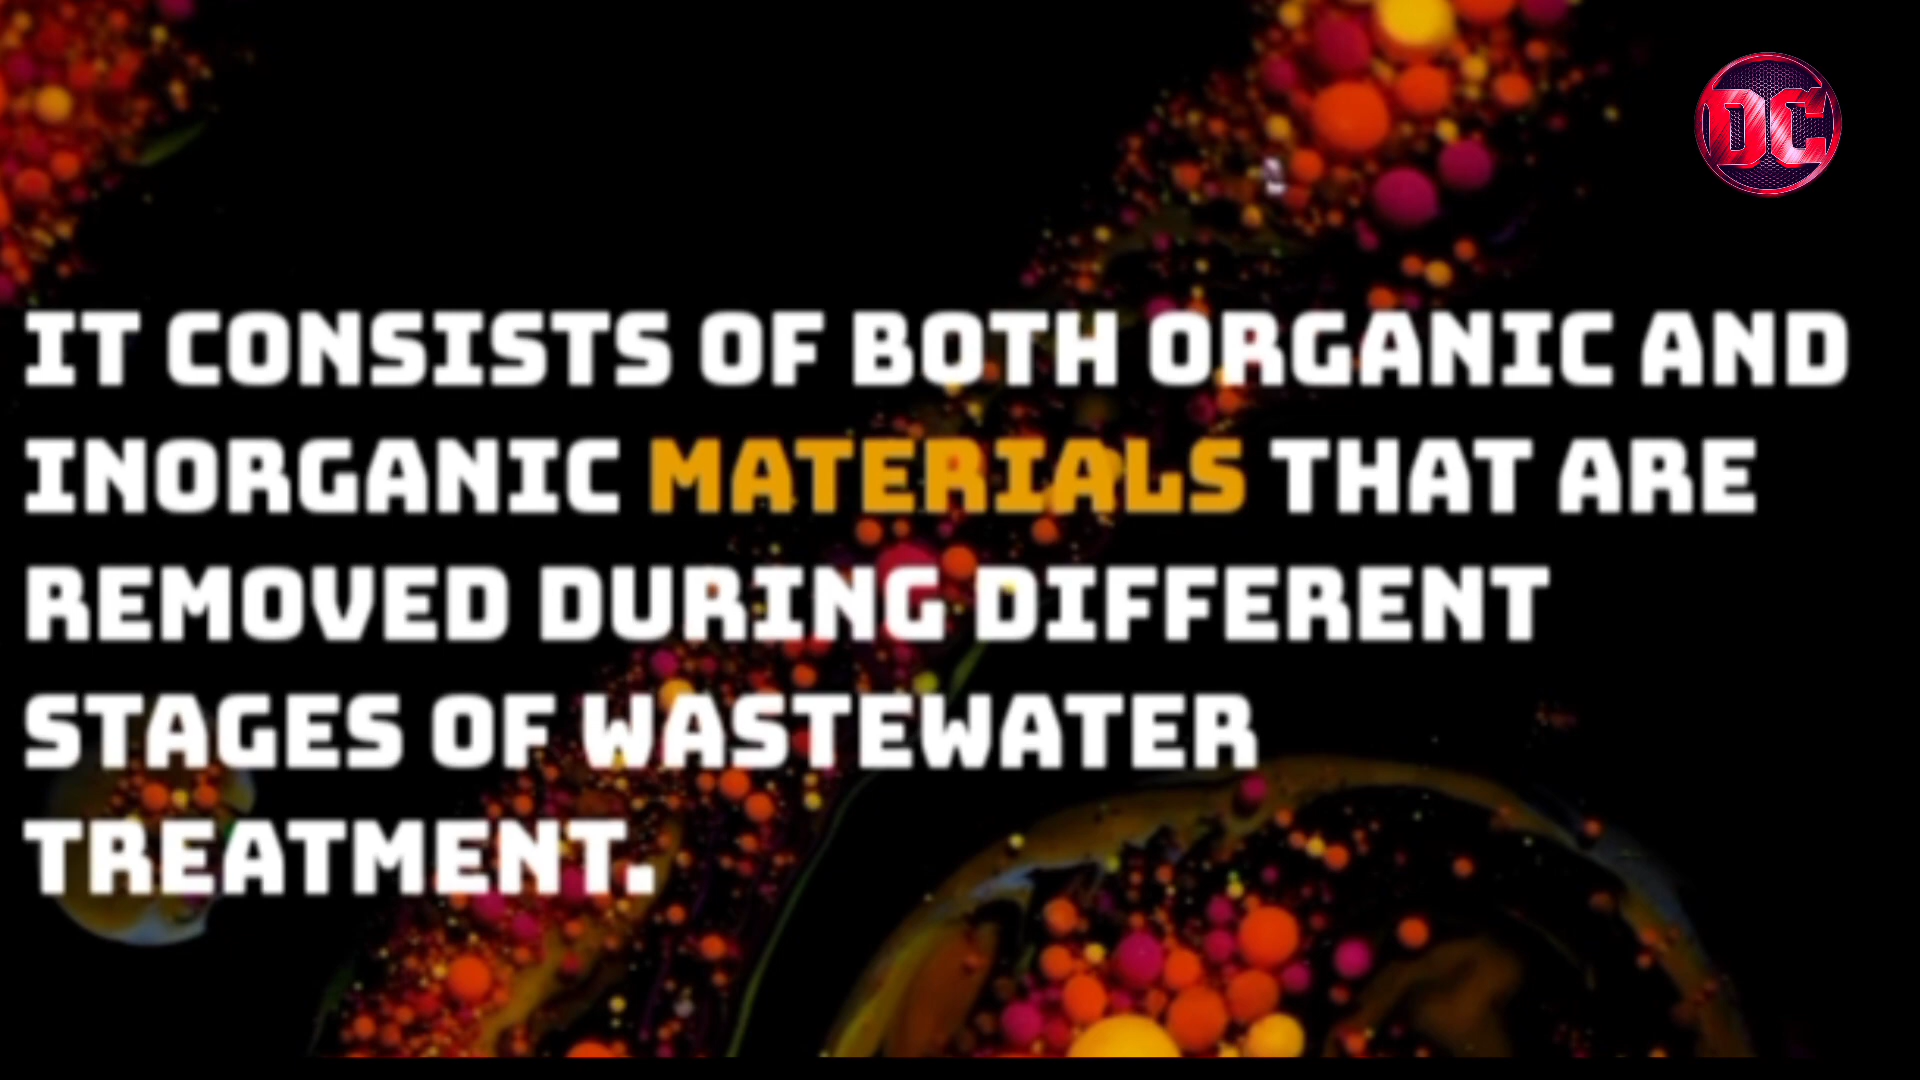 DC
IT CONSISTS OF BOTH ORGANIC AND
INORGANIC MATERIALS THAT ARE
REMOVED DURING DIFFERENT
STAGES OF WASTEWATER
TREATMENT.